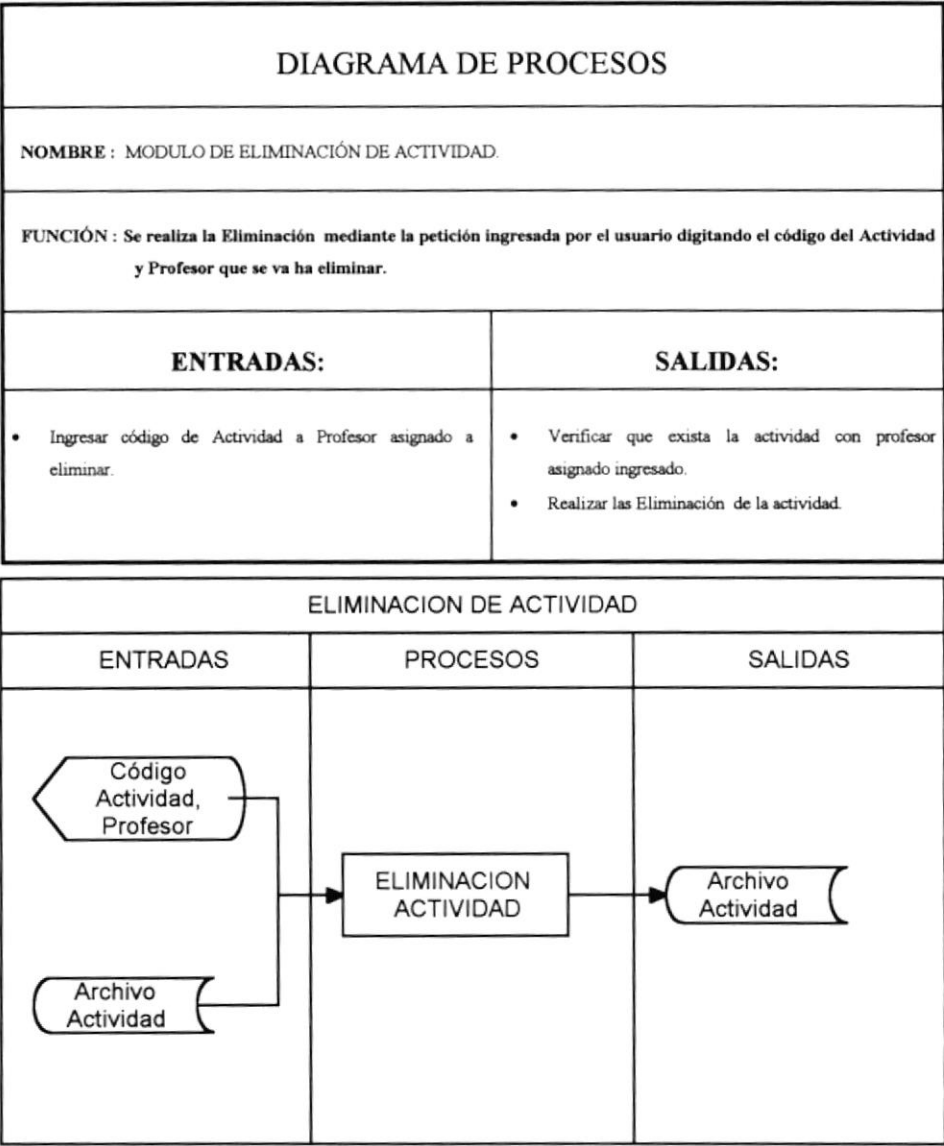 DIAGRAMA DE PROCESOS
NOMBRE : MODULO DE ELIMINACIÓN DE ACTIVIDAD.
FUNCIÓN : Se realiza la Eliminación mediante la petición ingresada por el usuario digitando el código del Actividad
y Profesor que se va ha eliminar.
ENTRADAS:
SALIDAS:
• Ingresar código de Actividad a Profesor asignado a
eliminar.
• Verificar que exista la actividad con profesor
asignado ingresado.
• Realizar las Eliminación de la actividad.
ELIMINACION DE ACTIVIDAD
ENTRADAS
PROCESOS
SALIDAS
Código
Actividad,
Profesor
Archivo
Actividad
ELIMINACION
ACTIVIDAD
Archivo
Actividad